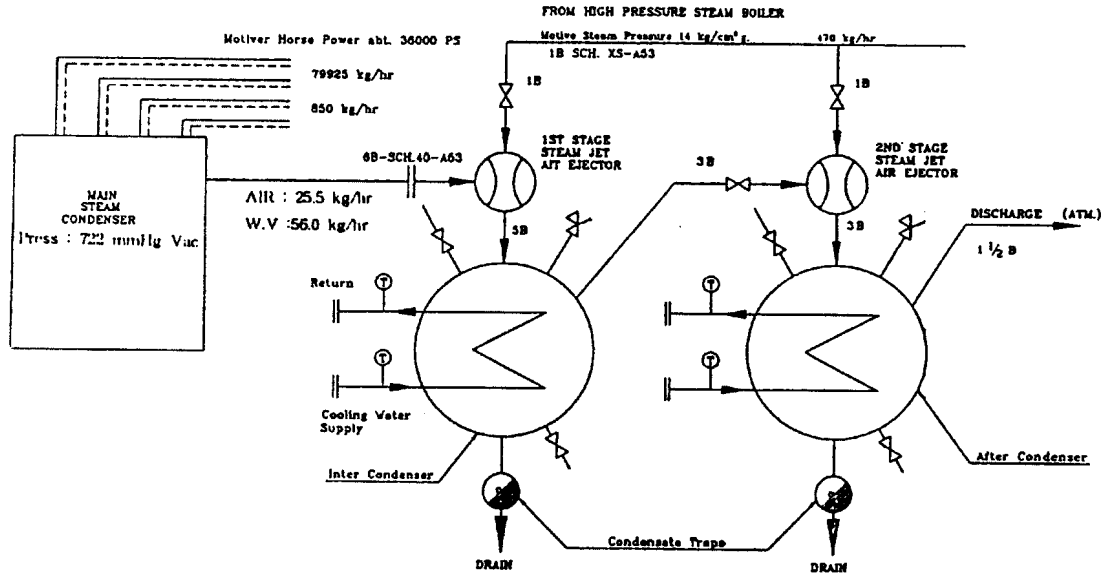 FROM HIGH PRESSURE STEAM BOILER
Motiver Horse Power abt. 36000 PS
Motive Steam Pressure 14 kg/cm²g. 470 kg/hr
1B SCH. XS-A53
79925 kg/hr
850 kg/hr
1B
1B
1ST STAGE
STEAM JET
AIT EJECTOR
2ND STAGE
STEAM JET
AIR EJECTOR
6B-SCH.40-A53
3B
MAIN
STEAM
CONDENSER
Press : 722 mmHg Vac
AIR : 25.5 kg/hr
W.V :56.0 kg/hr
5B
3B
DISCHARGE (ATM.)
1 ½ B
Return
T
T
T
T
Cooling Water
Supply
Inter Condenser
After Condenser
Condensate Traps
DRAIN
DRAIN